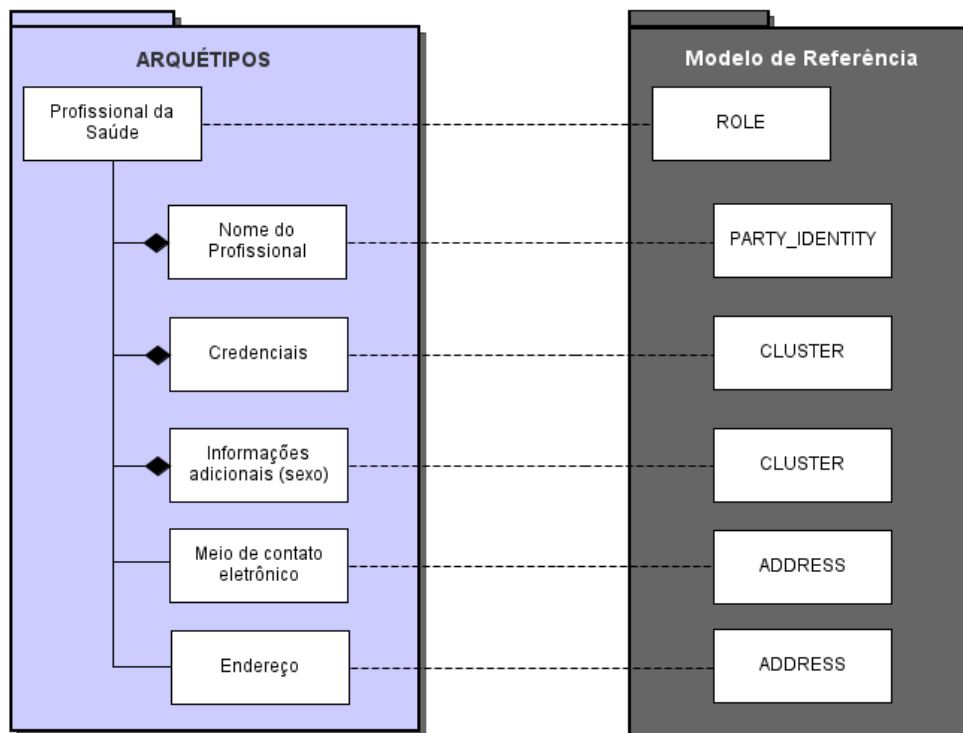 ARQUÉTIPOS
Modelo de Referência
Profissional da
Saúde
ROLE
Nome do
Profissional
PARTY_IDENTITY
Credenciais
CLUSTER
Informações
adicionais (sexo)
CLUSTER
Meio de contato
eletrônico
ADDRESS
Endereço
ADDRESS